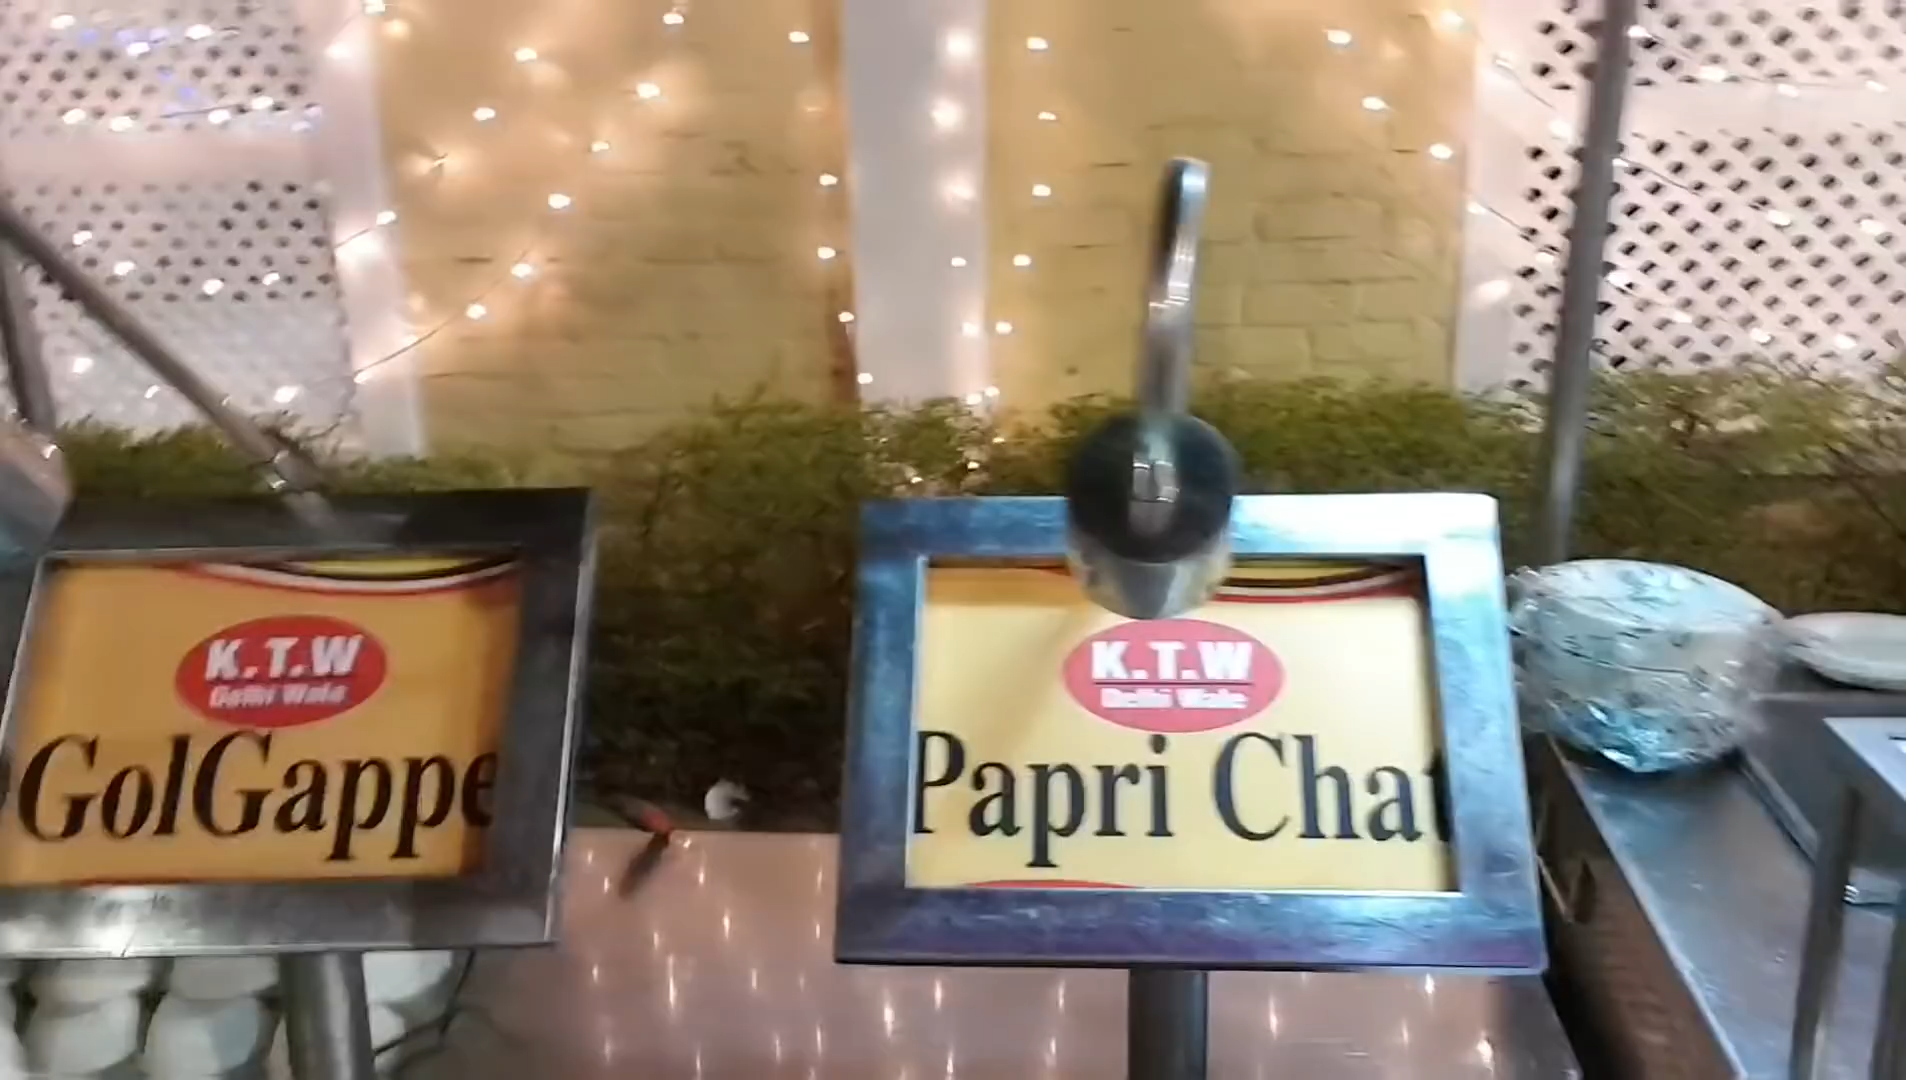 K.T.W
Delhi Wale
GolGappe
K.T.W
Delhi Wale
Papri Chat